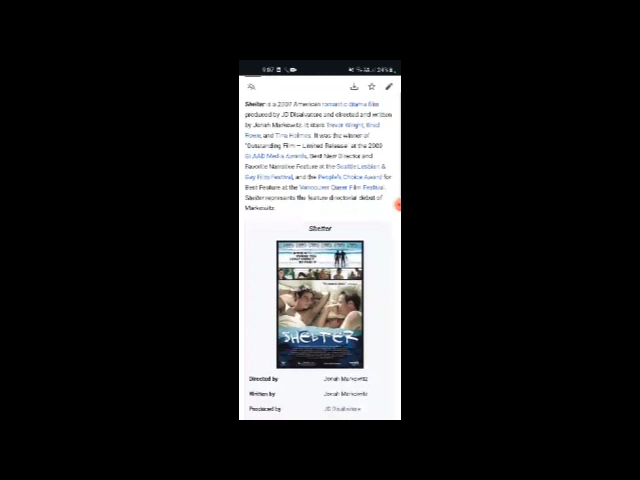 Shelter is a 2007 American romantic drama film
produced by JD Disalvatore and directed and written
by Jonah Markowitz. It stars Trevor Wright, Brad
Rowe, and Tina Holmes. It was the winner of
"Outstanding Film – Limited Release" at the 2009
GLAAD Media Awards, Best New Director and
Favorite Narrative Feature at the Seattle Lesbian &
Gay Film Festival, and the People's Choice Award for
Best Feature at the Vancouver Queer Film Festival.
Shelter represents the feature directorial debut of
Markowitz.
Shelter
SHELTER
Directed by Jonah Markowitz
Written by Jonah Markowitz
Produced by JD Disalvatore